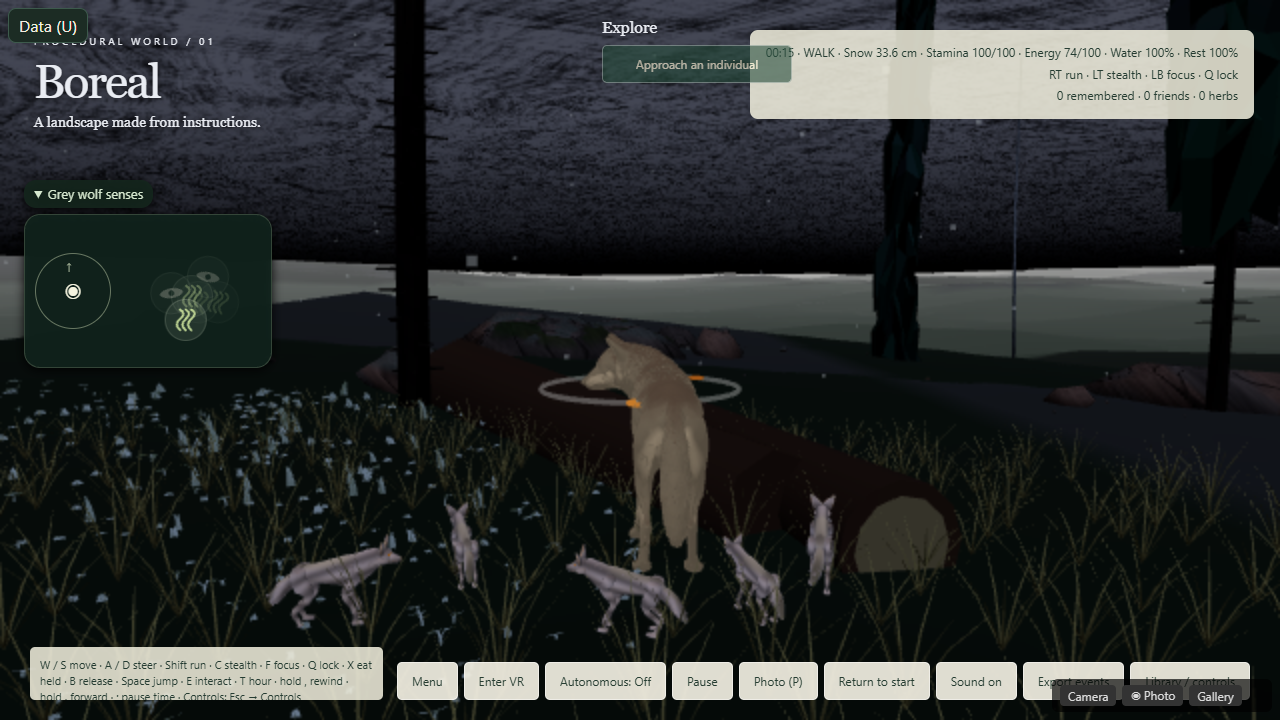 Data (U)
PROCEDURAL WORLD / 01
Boreal
A landscape made from instructions.
Explore
Approach an individual
00:15 · WALK · Snow 33.6 cm · Stamina 100/100 · Energy 74/100 · Water 100% · Rest 100%
RT run · LT stealth · LB focus · Q lock
0 remembered · 0 friends · 0 herbs
▼ Grey wolf senses
W / S move · A / D steer · Shift run · C stealth · F focus · Q lock · X eat
held · B release · Space jump · E interact · T hour · hold , rewind ·
hold . forward · ; pause time · Controls: Esc → Controls
Menu
Enter VR
Autonomous: Off
Pause
Photo (P)
Return to start
Sound on
Export events
Library / controls
Camera
◉ Photo
Gallery